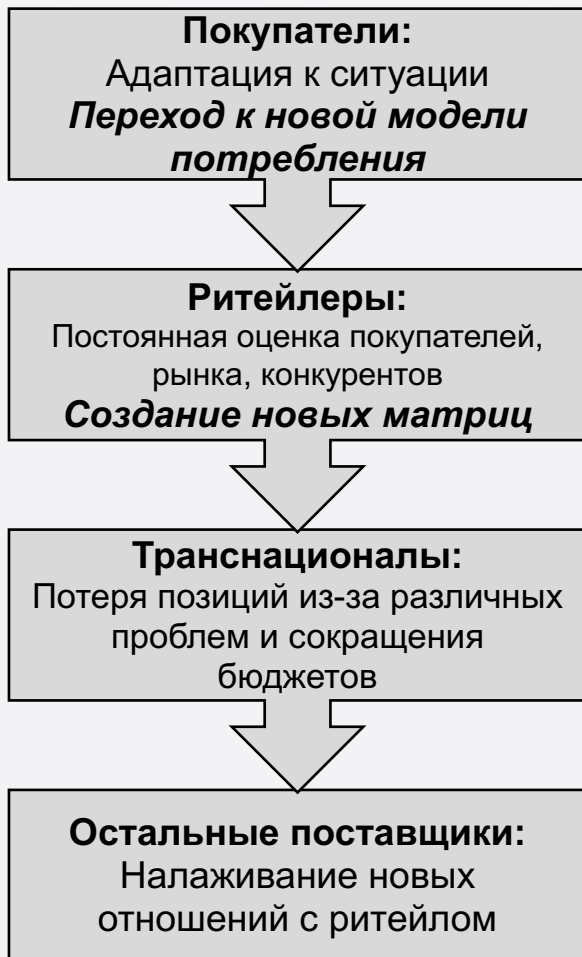 Покупатели:
Адаптация к ситуации
Переход к новой модели
потребления
Ритейлеры:
Постоянная оценка покупателей,
рынка, конкурентов
Создание новых матриц
Транснационалы:
Потеря позиций из-за различных
проблем и сокращения
бюджетов
Остальные поставщики:
Налаживание новых
отношений с ритейлом